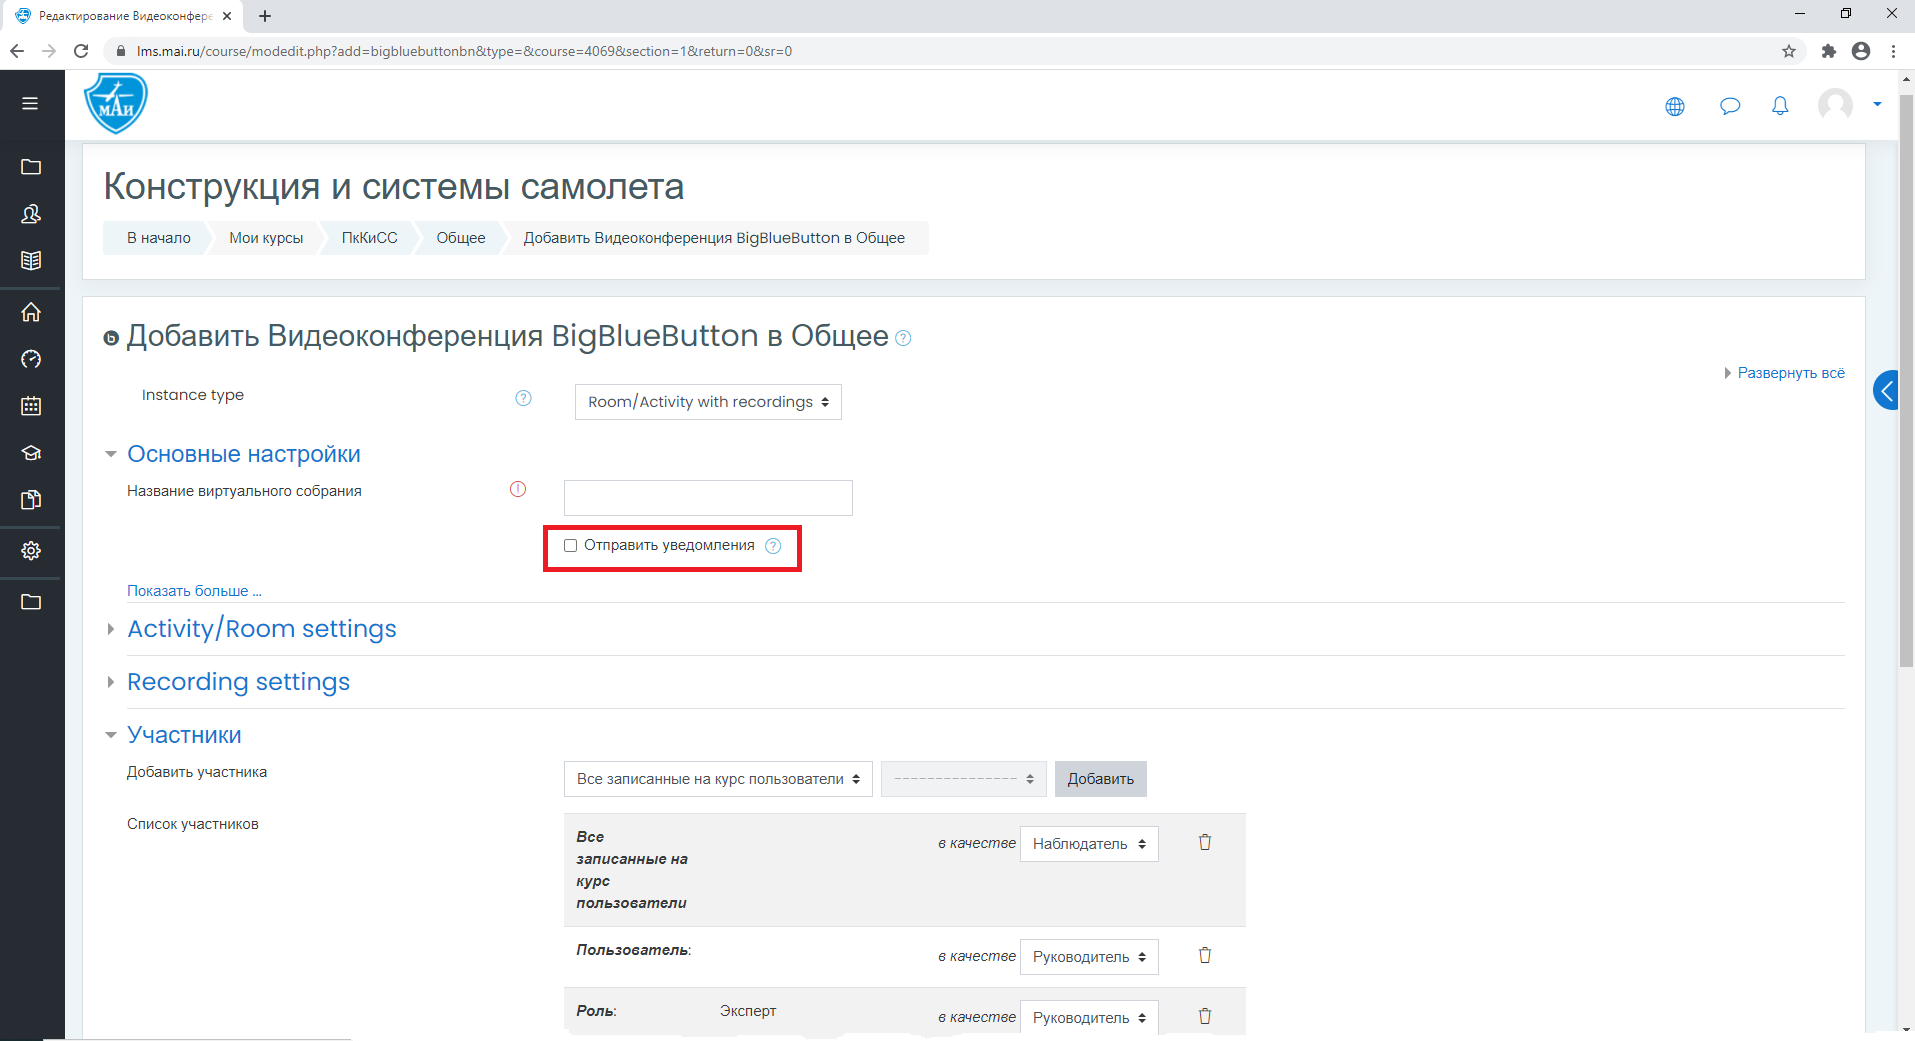 Редактирование Видеоконфере
lms.mai.ru/course/modedit.php?add=bigbluebuttonbn&type=&course=4069&section=1&return=0&sr=0
МАИ
Конструкция и системы самолета
В начало Мои курсы ПкКиСС Общее Добавить Видеоконференция BigBlueButton в Общее
Добавить Видеоконференция BigBlueButton в Общее
Развернуть всё
Instance type Room/Activity with recordings
Основные настройки
Название виртуального собрания
Отправить уведомления
Показать больше ...
Activity/Room settings
Recording settings
Участники
Добавить участника Все записанные на курс пользователи --------------- Добавить
Список участников
Все
записанные на
курс
пользователи
в качестве Наблюдатель
Пользователь: в качестве Руководитель
Роль: Эксперт в качестве Руководитель